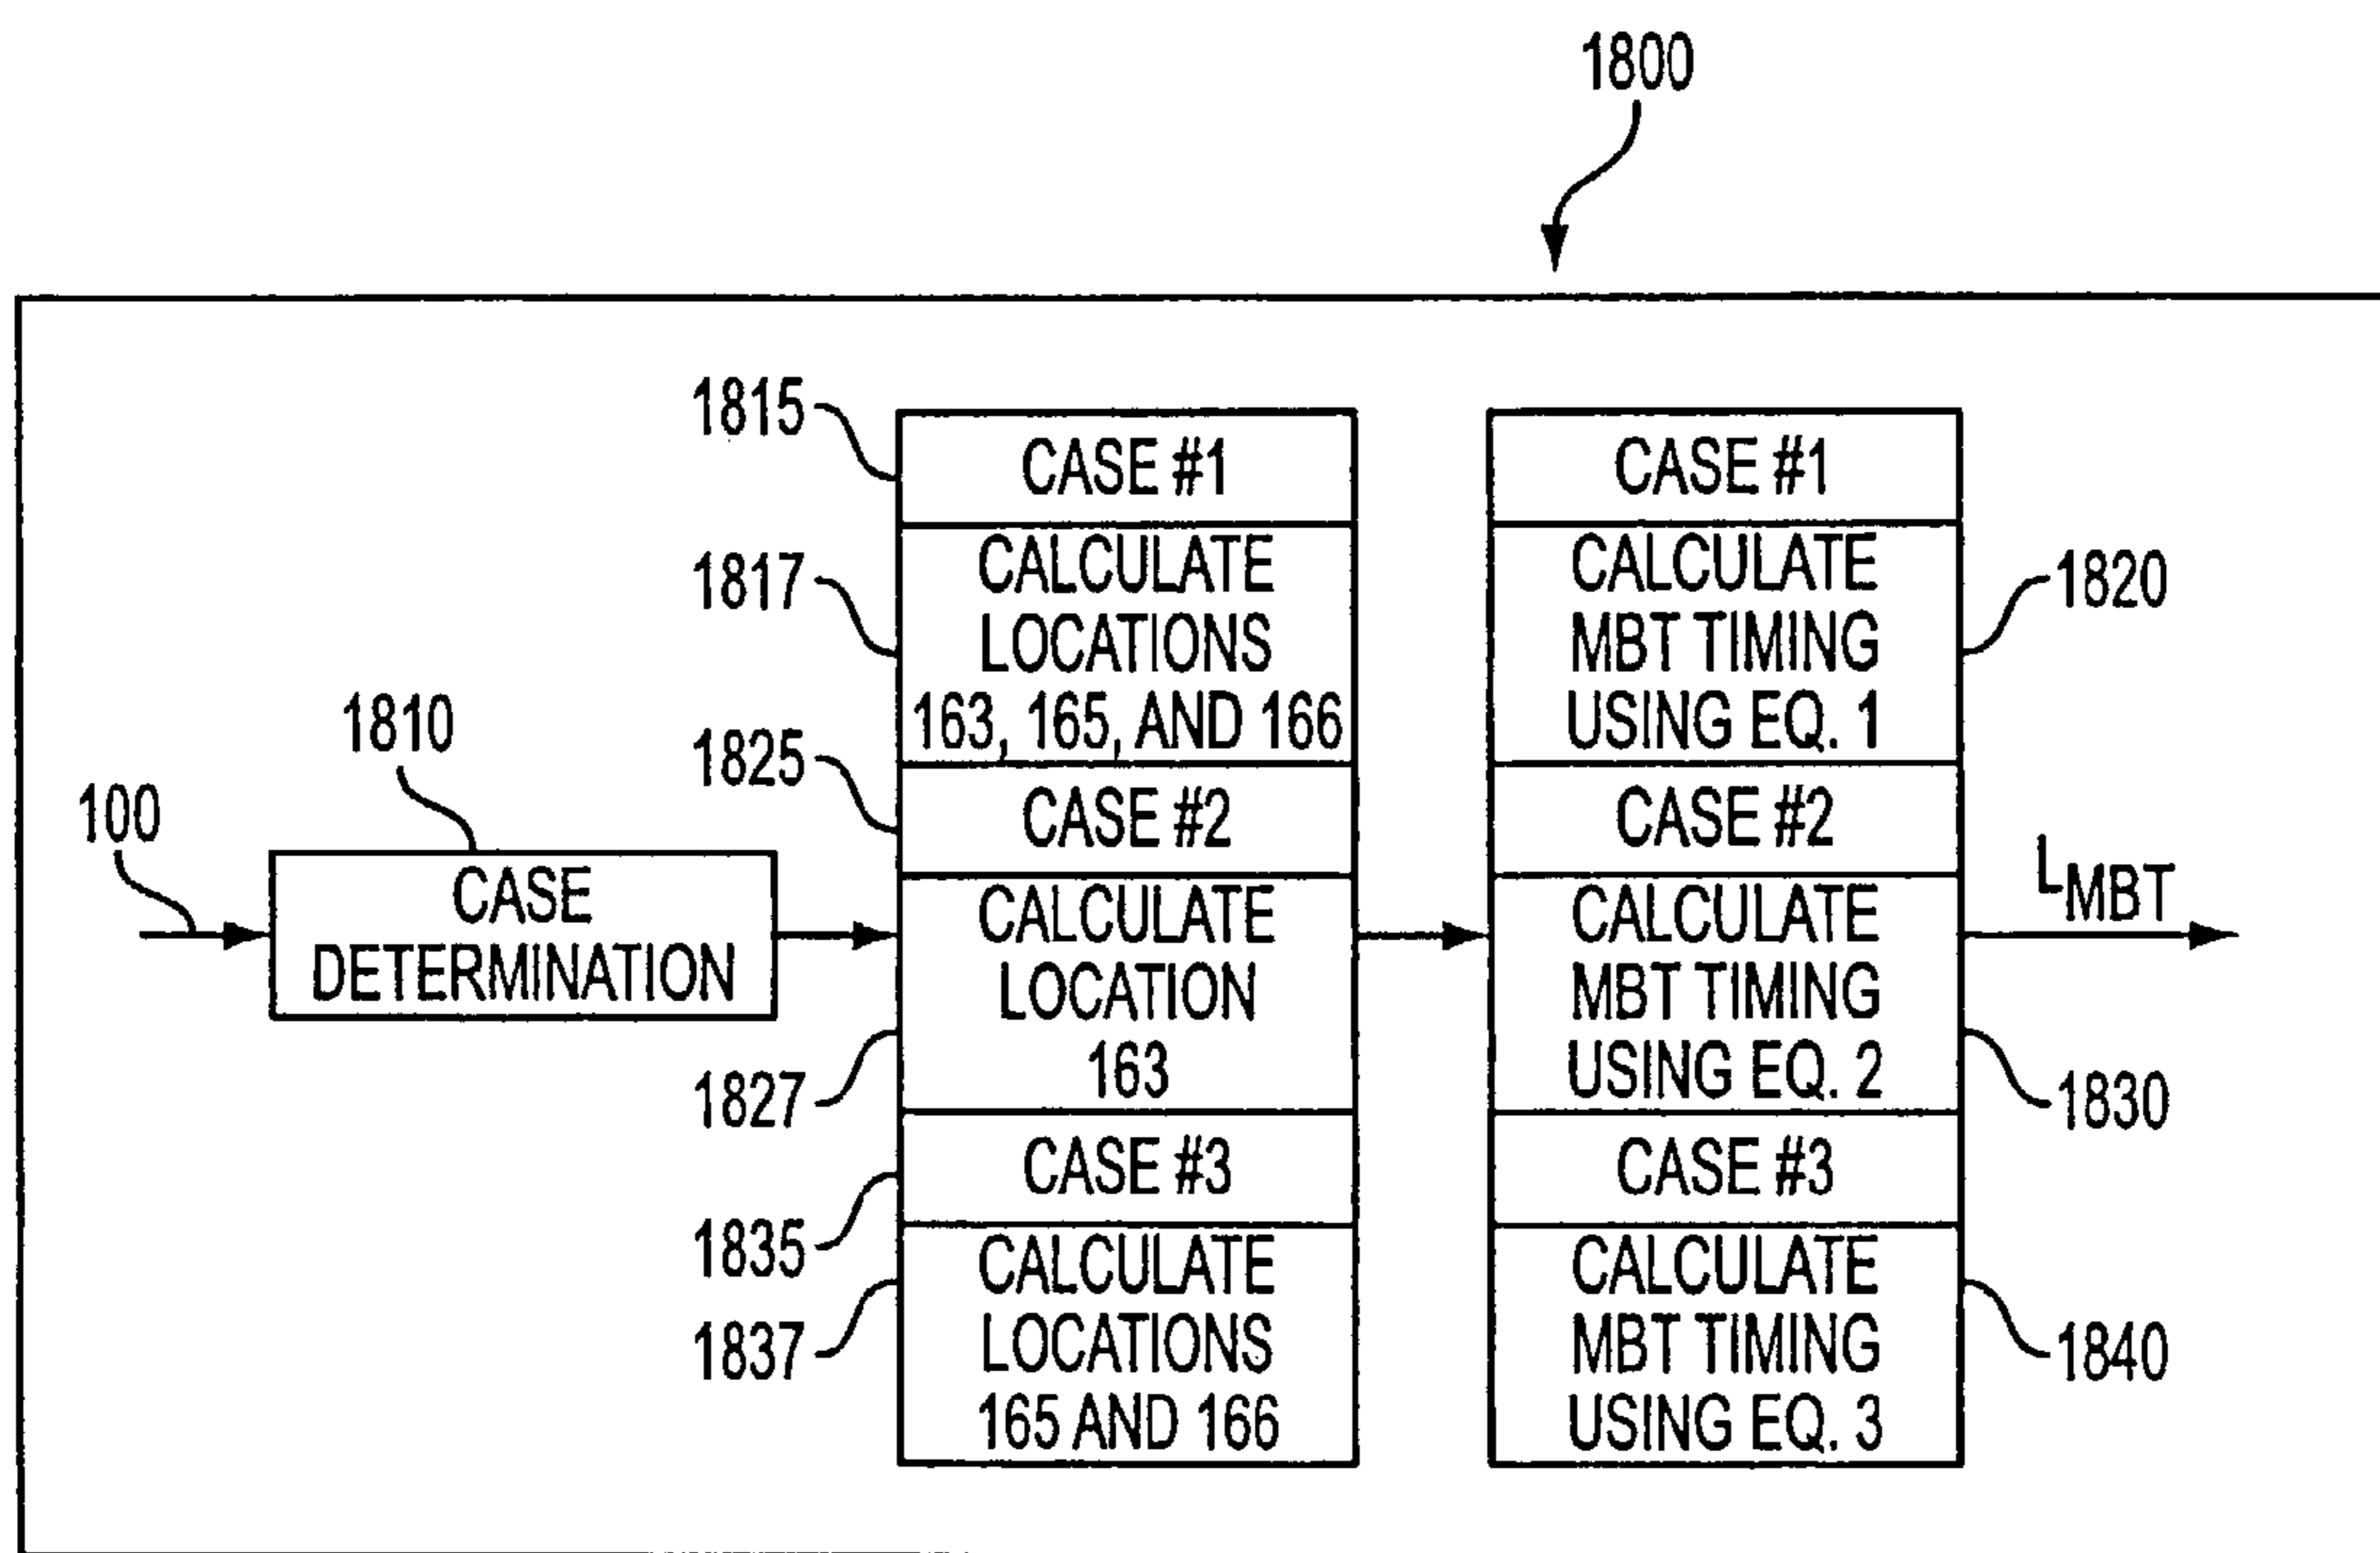 1800
1815
CASE #1
CASE #1
1817
CALCULATE
LOCATIONS
163, 165, AND 166
CALCULATE
MBT TIMING
USING EQ. 1
1820
1810
1825
CASE #2
CASE #2
100
CASE
DETERMINATION
CALCULATE
LOCATION
163
CALCULATE
MBT TIMING
USING EQ. 2
LMBT
1827
1830
1835
CASE #3
CASE #3
1837
CALCULATE
LOCATIONS
165 AND 166
CALCULATE
MBT TIMING
USING EQ. 3
1840